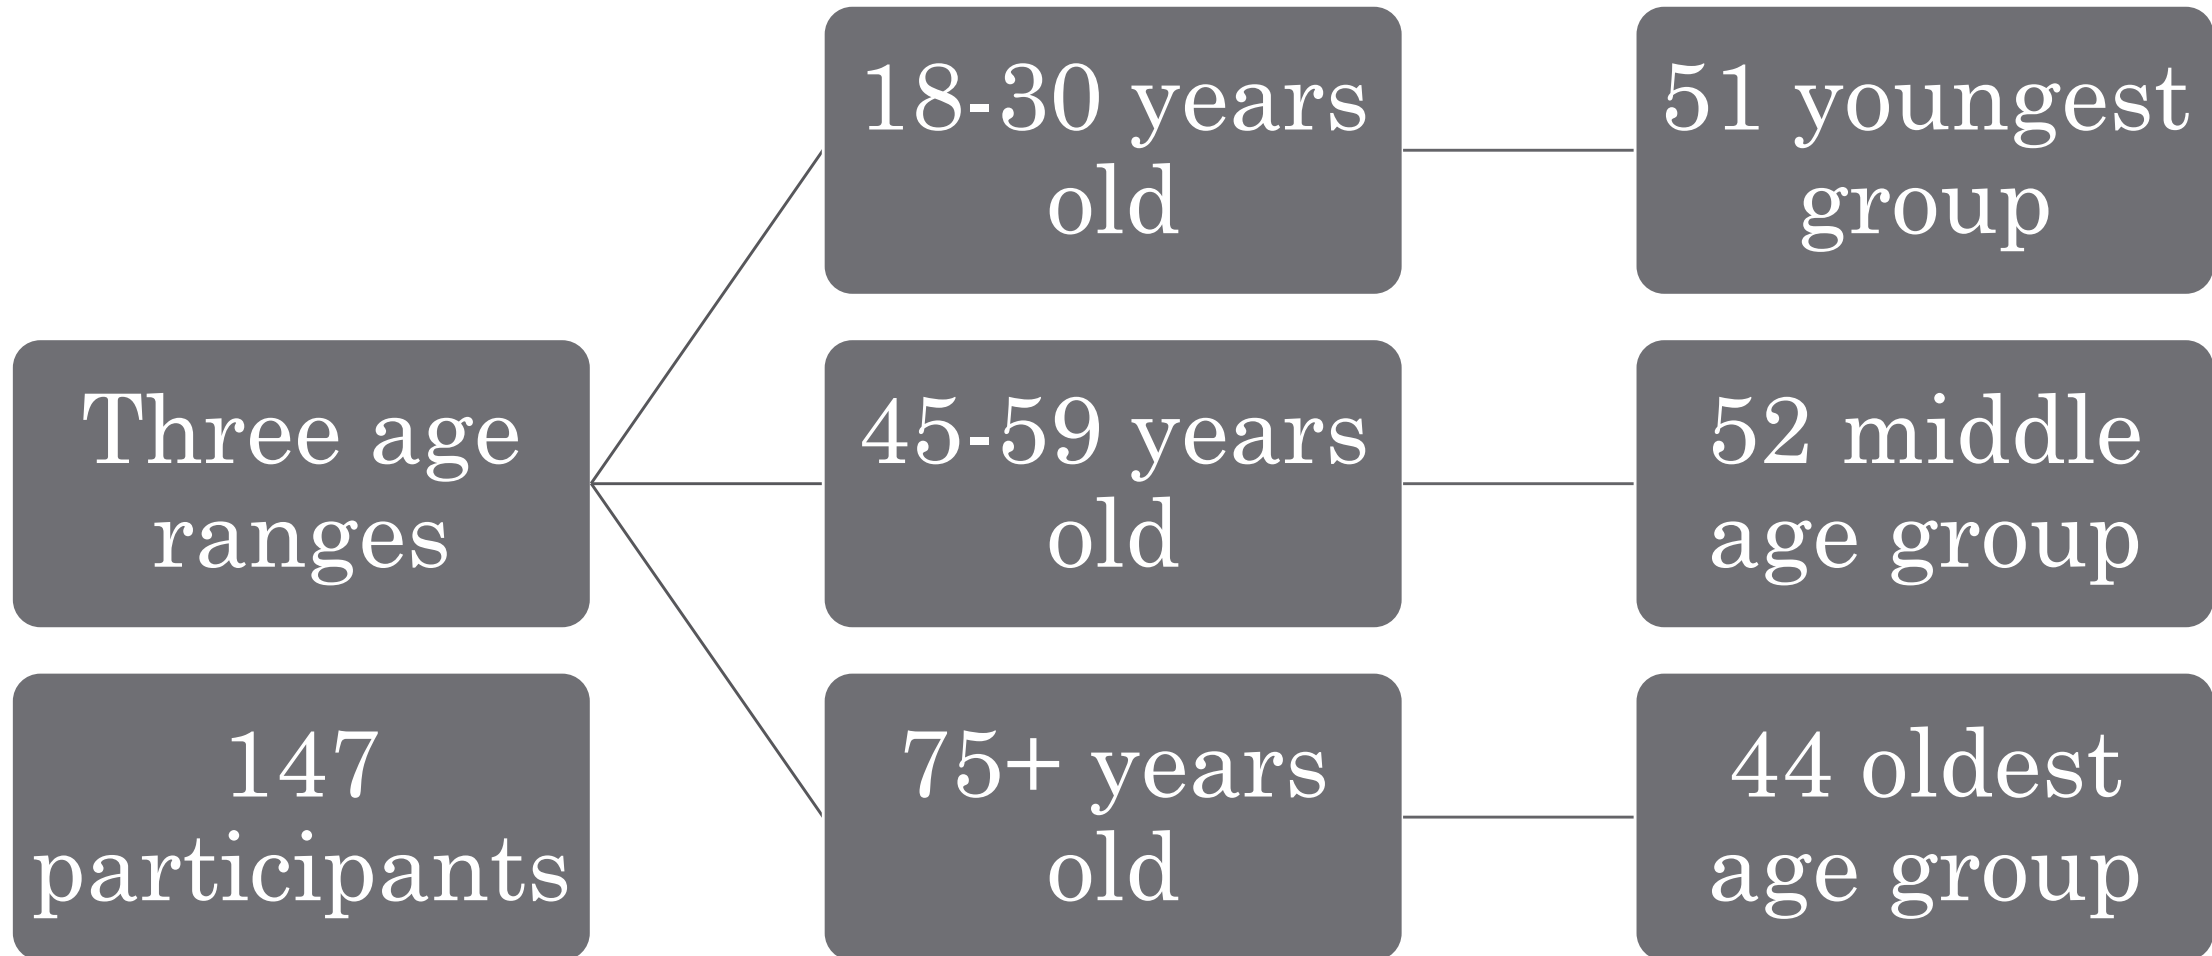 Three age
ranges
147
participants
18-30 years
old
45-59 years
old
75+ years
old
51 youngest
group
52 middle
age group
44 oldest
age group